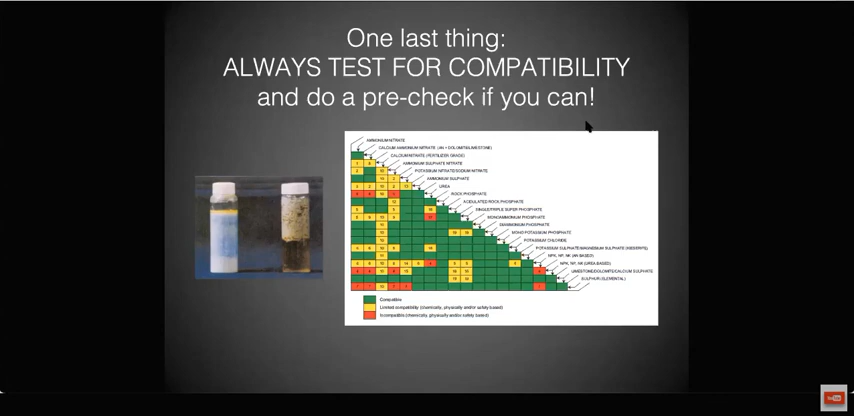 One last thing:
ALWAYS TEST FOR COMPATIBILITY
and do a pre-check if you can!
AMMONIUM NITRATE
CALCIUM AMMONIUM NITRATE (AN + DOLOMITE/LIMESTONE)
CALCIUM NITRATE (FERTILIZER GRADE)
AMMONIUM SULPHATE NITRATE
POTASSIUM NITRATE/SODIUM NITRATE
AMMONIUM SULPHATE
UREA
ROCK PHOSPHATE
ACIDULATED ROCK PHOSPHATE
SINGLE/TRIPLE SUPER PHOSPHATE
MONOAMMONIUM PHOSPHATE
DIAMMONIUM PHOSPHATE
MONO POTASSIUM PHOSPHATE
POTASSIUM CHLORIDE
POTASSIUM SULPHATE/MAGNESIUM SULPHATE (KIESERITE)
NPK, NP, NK (AN BASED)
NPK, NP, NK (UREA BASED)
LIMESTONE/DOLOMITE/CALCIUM SULPHATE
SULPHUR (ELEMENTAL)
Compatible
Limited compatibility (chemically, physically and/or safety based)
Incompatible (chemically, physically and/or safety based)
YouTube